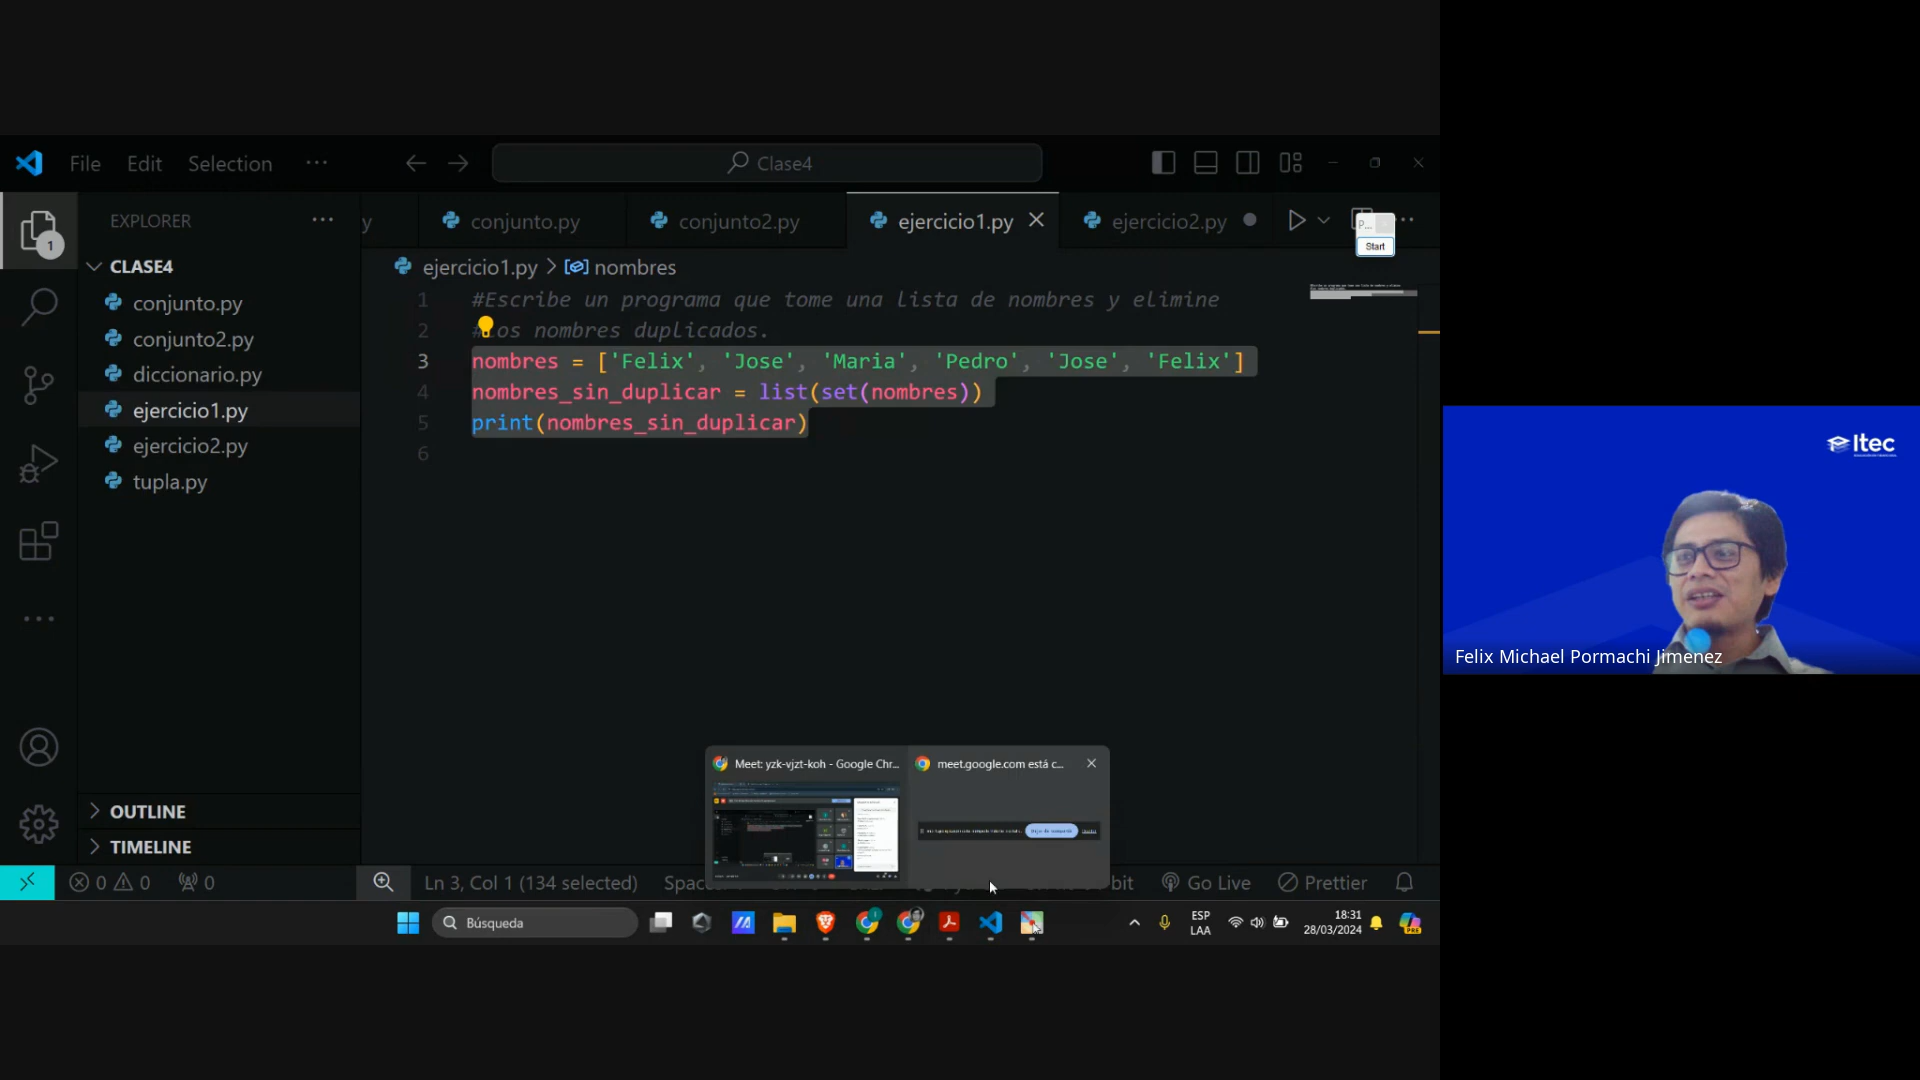 File Edit Selection ···
Clase4
EXPLORER ···
y
conjunto.py
conjunto2.py
ejercicio1.py
ejercicio2.py
P...
Start
CLASE4
conjunto.py
conjunto2.py
diccionario.py
ejercicio1.py
ejercicio2.py
tupla.py
ejercicio1.py > nombres
1 #Escribe un programa que tome una lista de nombres y elimine
2 #los nombres duplicados.
3 nombres = ['Felix', 'Jose', 'Maria', 'Pedro', 'Jose', 'Felix']
4 nombres_sin_duplicar = list(set(nombres))
5 print(nombres_sin_duplicar)
6
1
OUTLINE
TIMELINE
Meet: yzk-vjzt-koh - Google Chr...
meet.google.com está c...
0 0 0
Ln 3, Col 1 (134 selected)
Go Live
Prettier
Búsqueda
ESP
LAA
18:31
28/03/2024
PRE
Itec
Felix Michael Pormachi Jimenez